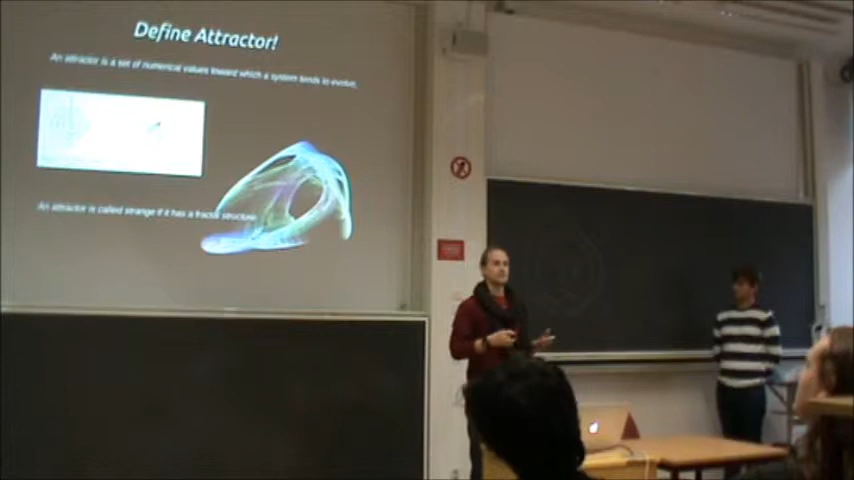 Define Attractor!
An attractor is a set of numerical values toward which a system tends to evolve,
An attractor is called strange if it has a fractal structure